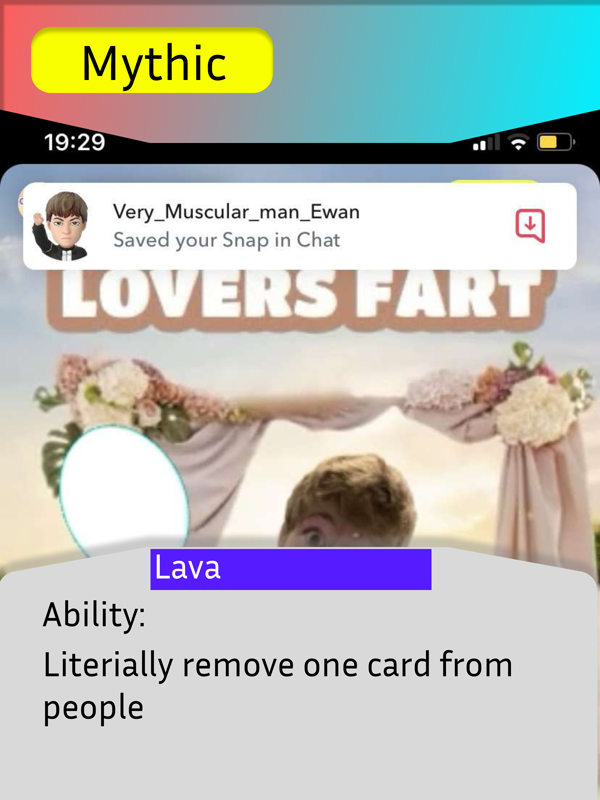 Mythic
19:29
Very_Muscular_man_Ewan
Saved your Snap in Chat
LOVERS FART
Lava
Ability:
Literially remove one card from
people